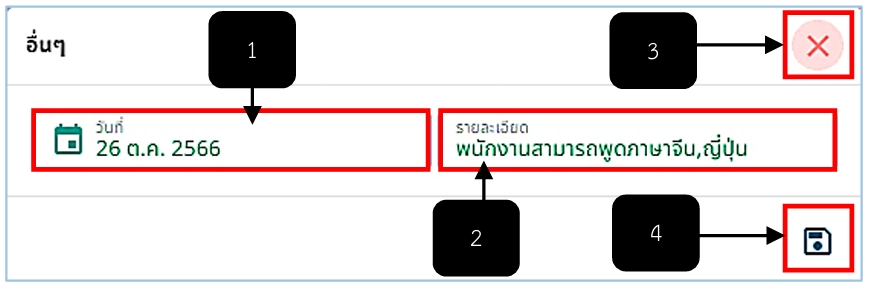 อื่นๆ
1
3
วันที่
26 ต.ค. 2566
รายละเอียด
พนักงานสามารถพูดภาษาจีน,ญี่ปุ่น
2
4